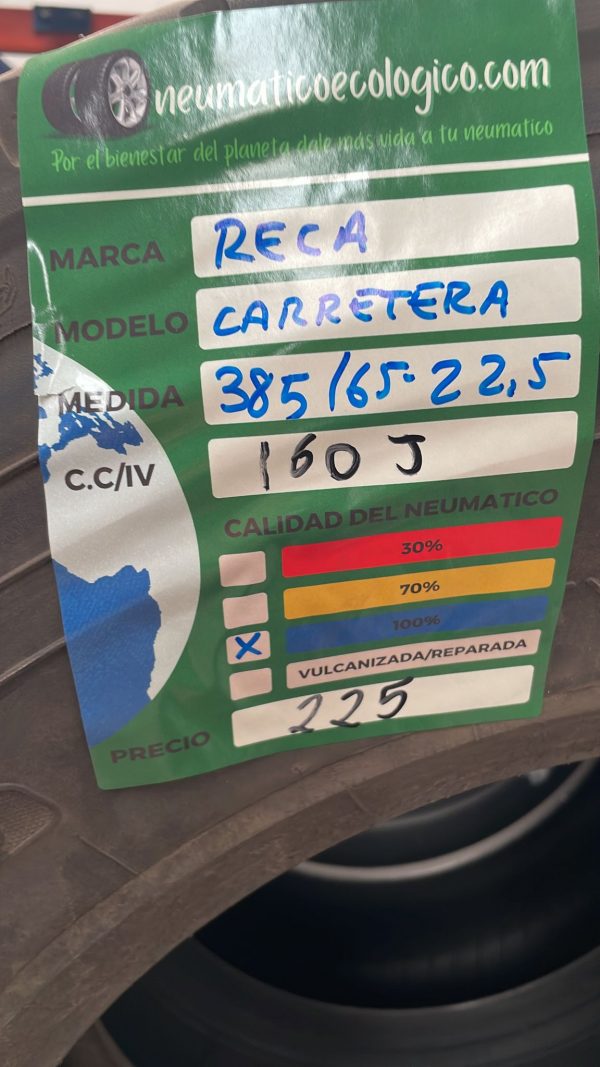 neumaticoecologico.com
Por el bienestar del planeta dale más vida a tu neumatico
MARCA RECA
MODELO CARRETERA
MEDIDA 385/65-22,5
C.C/IV 160 J
CALIDAD DEL NEUMATICO
30%
70%
X 100%
VULCANIZADA/REPARADA
PRECIO 225